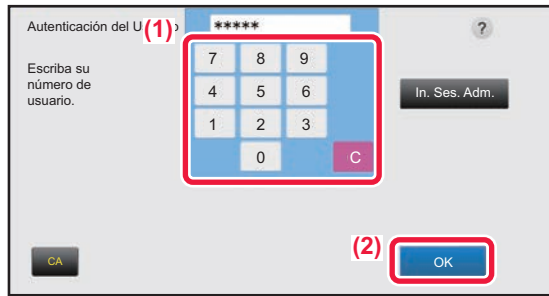 Autenticación del U o
(1)
*****
?
Escriba su
número de
usuario.
7 8 9
4 5 6
1 2 3
0 C
In. Ses. Adm.
(2)
CA
OK